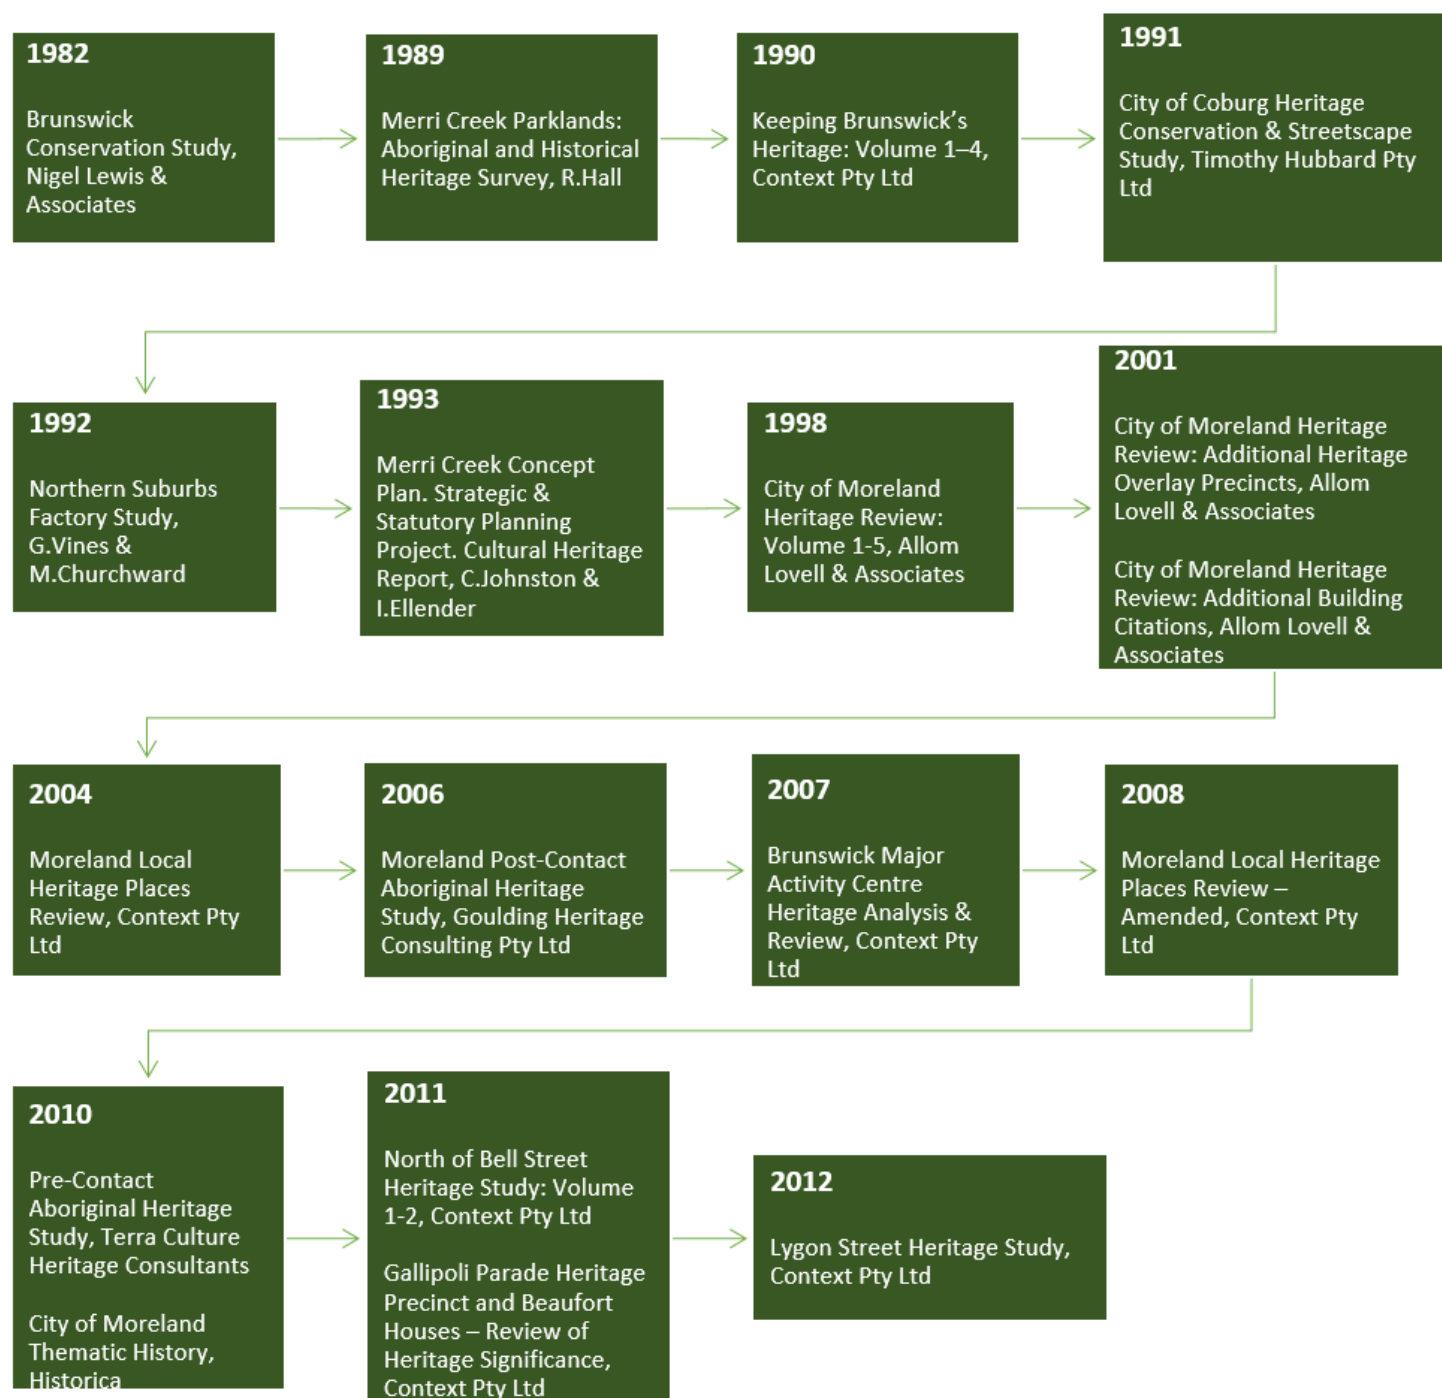 1982
Brunswick
Conservation Study,
Nigel Lewis &
Associates
1989
Merri Creek Parklands:
Aboriginal and Historical
Heritage Survey, R.Hall
1990
Keeping Brunswick’s
Heritage: Volume 1–4,
Context Pty Ltd
1991
City of Coburg Heritage
Conservation & Streetscape
Study, Timothy Hubbard Pty
Ltd
1992
Northern Suburbs
Factory Study,
G.Vines &
M.Churchward
1993
Merri Creek Concept
Plan. Strategic &
Statutory Planning
Project. Cultural Heritage
Report, C.Johnston &
I.Ellender
1998
City of Moreland
Heritage Review:
Volume 1-5, Allom
Lovell & Associates
2001
City of Moreland Heritage
Review: Additional Heritage
Overlay Precincts, Allom
Lovell & Associates
City of Moreland Heritage
Review: Additional Building
Citations, Allom Lovell &
Associates
2004
Moreland Local
Heritage Places
Review, Context Pty
Ltd
2006
Moreland Post-Contact
Aboriginal Heritage
Study, Goulding Heritage
Consulting Pty Ltd
2007
Brunswick Major
Activity Centre
Heritage Analysis &
Review, Context Pty
Ltd
2008
Moreland Local Heritage
Places Review –
Amended, Context Pty
Ltd
2010
Pre-Contact
Aboriginal Heritage
Study, Terra Culture
Heritage Consultants
City of Moreland
Thematic History,
Historica
2011
North of Bell Street
Heritage Study: Volume
1-2, Context Pty Ltd
Gallipoli Parade Heritage
Precinct and Beaufort
Houses – Review of
Heritage Significance,
Context Pty Ltd
2012
Lygon Street Heritage Study,
Context Pty Ltd